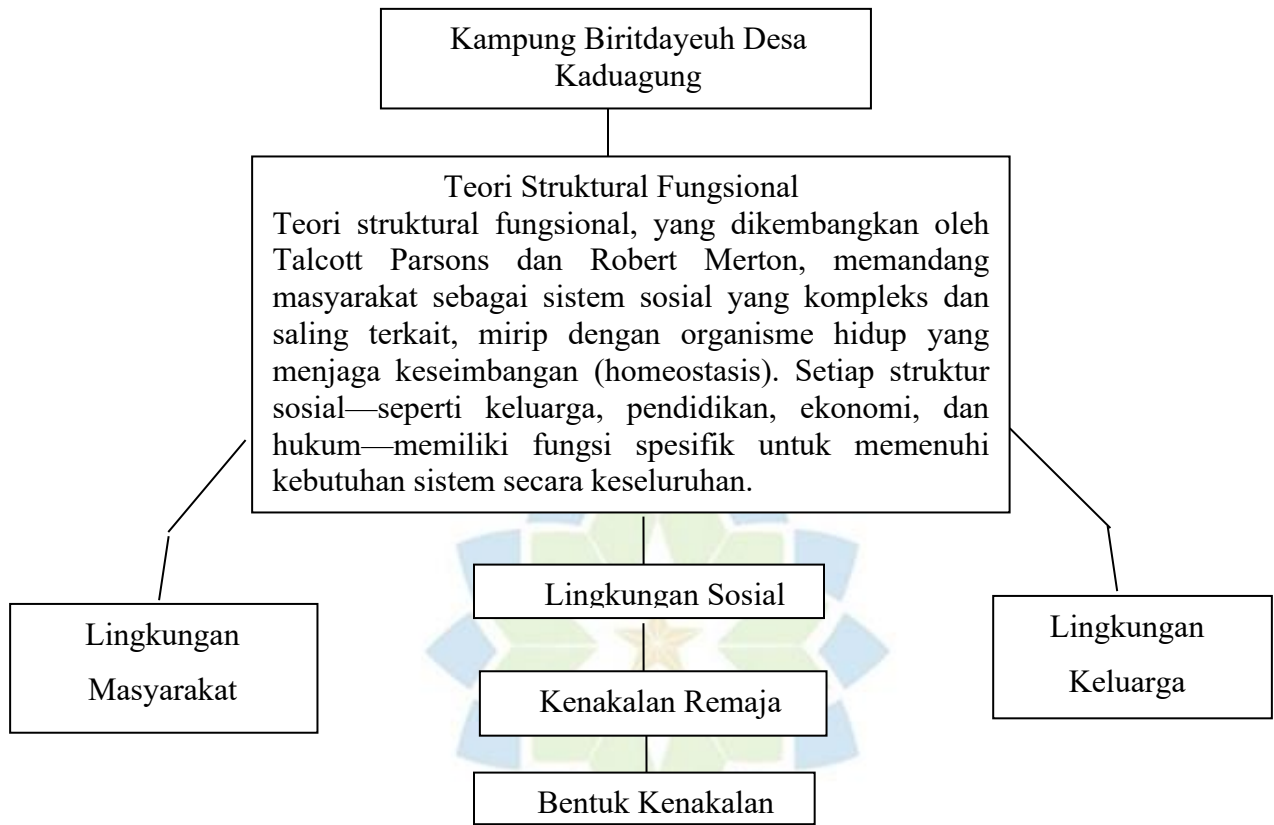 Kampung Biritdayeuh Desa
Kaduagung
Teori Struktural Fungsional
Teori struktural fungsional, yang dikembangkan oleh
Talcott Parsons dan Robert Merton, memandang
masyarakat sebagai sistem sosial yang kompleks dan
saling terkait, mirip dengan organisme hidup yang
menjaga keseimbangan (homeostasis). Setiap struktur
sosial—seperti keluarga, pendidikan, ekonomi, dan
hukum—memiliki fungsi spesifik untuk memenuhi
kebutuhan sistem secara keseluruhan.
Lingkungan Sosial
Lingkungan
Masyarakat
Lingkungan
Keluarga
Kenakalan Remaja
Bentuk Kenakalan